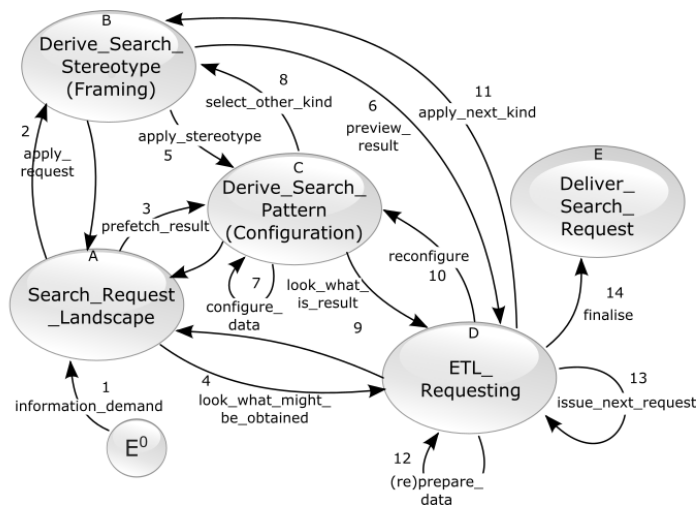 B
Derive_Search_
Stereotype
(Framing)
8
select_other_kind
11
apply_next_kind
6
preview_
result
2
apply_
request
apply_stereotype
5
C
Derive_Search_
Pattern
(Configuration)
E
Deliver_
Search_
Request
3
prefetch_result
A
Search_Request
_Landscape
7
configure_
data
look_what_
is_result
reconfigure
10
9
14
finalise
D
ETL_
Requesting
1
information_demand
4
look_what_might_
be_obtained
13
issue_next_request
E0
12
(re)prepare_
data